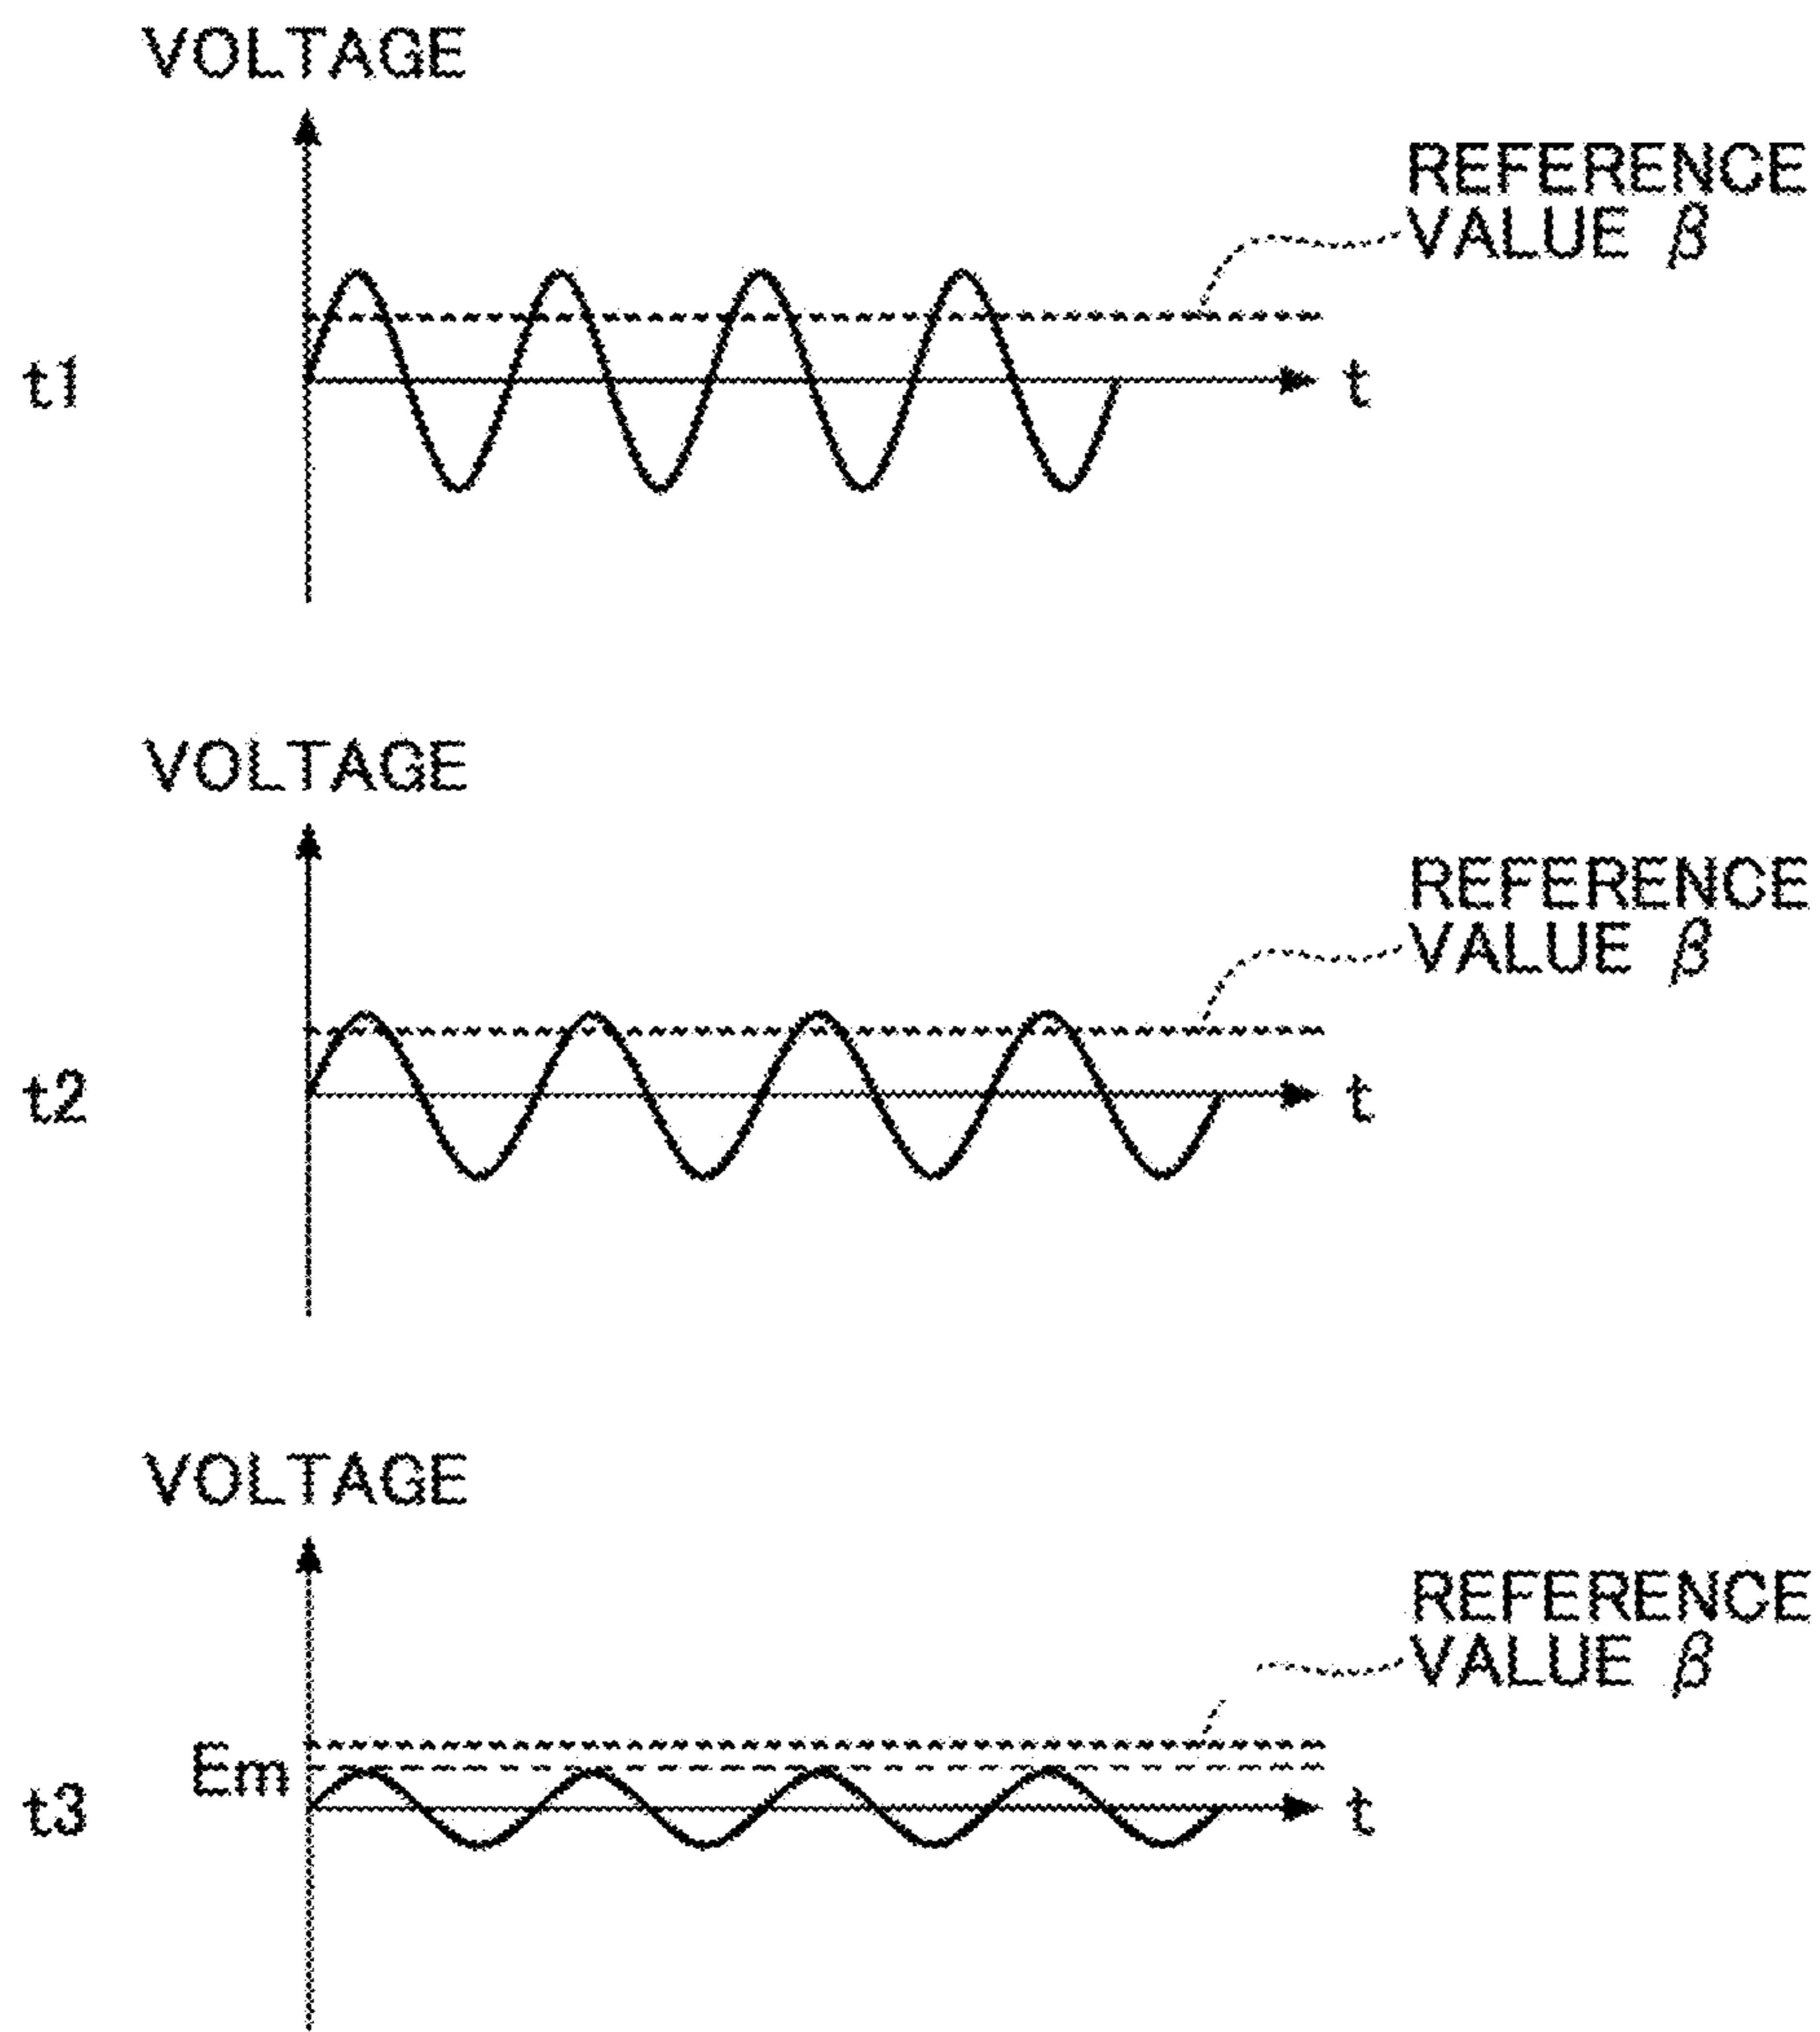 VOLTAGE
REFERENCE
VALUE β
t1
t
VOLTAGE
REFERENCE
VALUE β
t2
t
VOLTAGE
REFERENCE
VALUE β
Em
t3
t